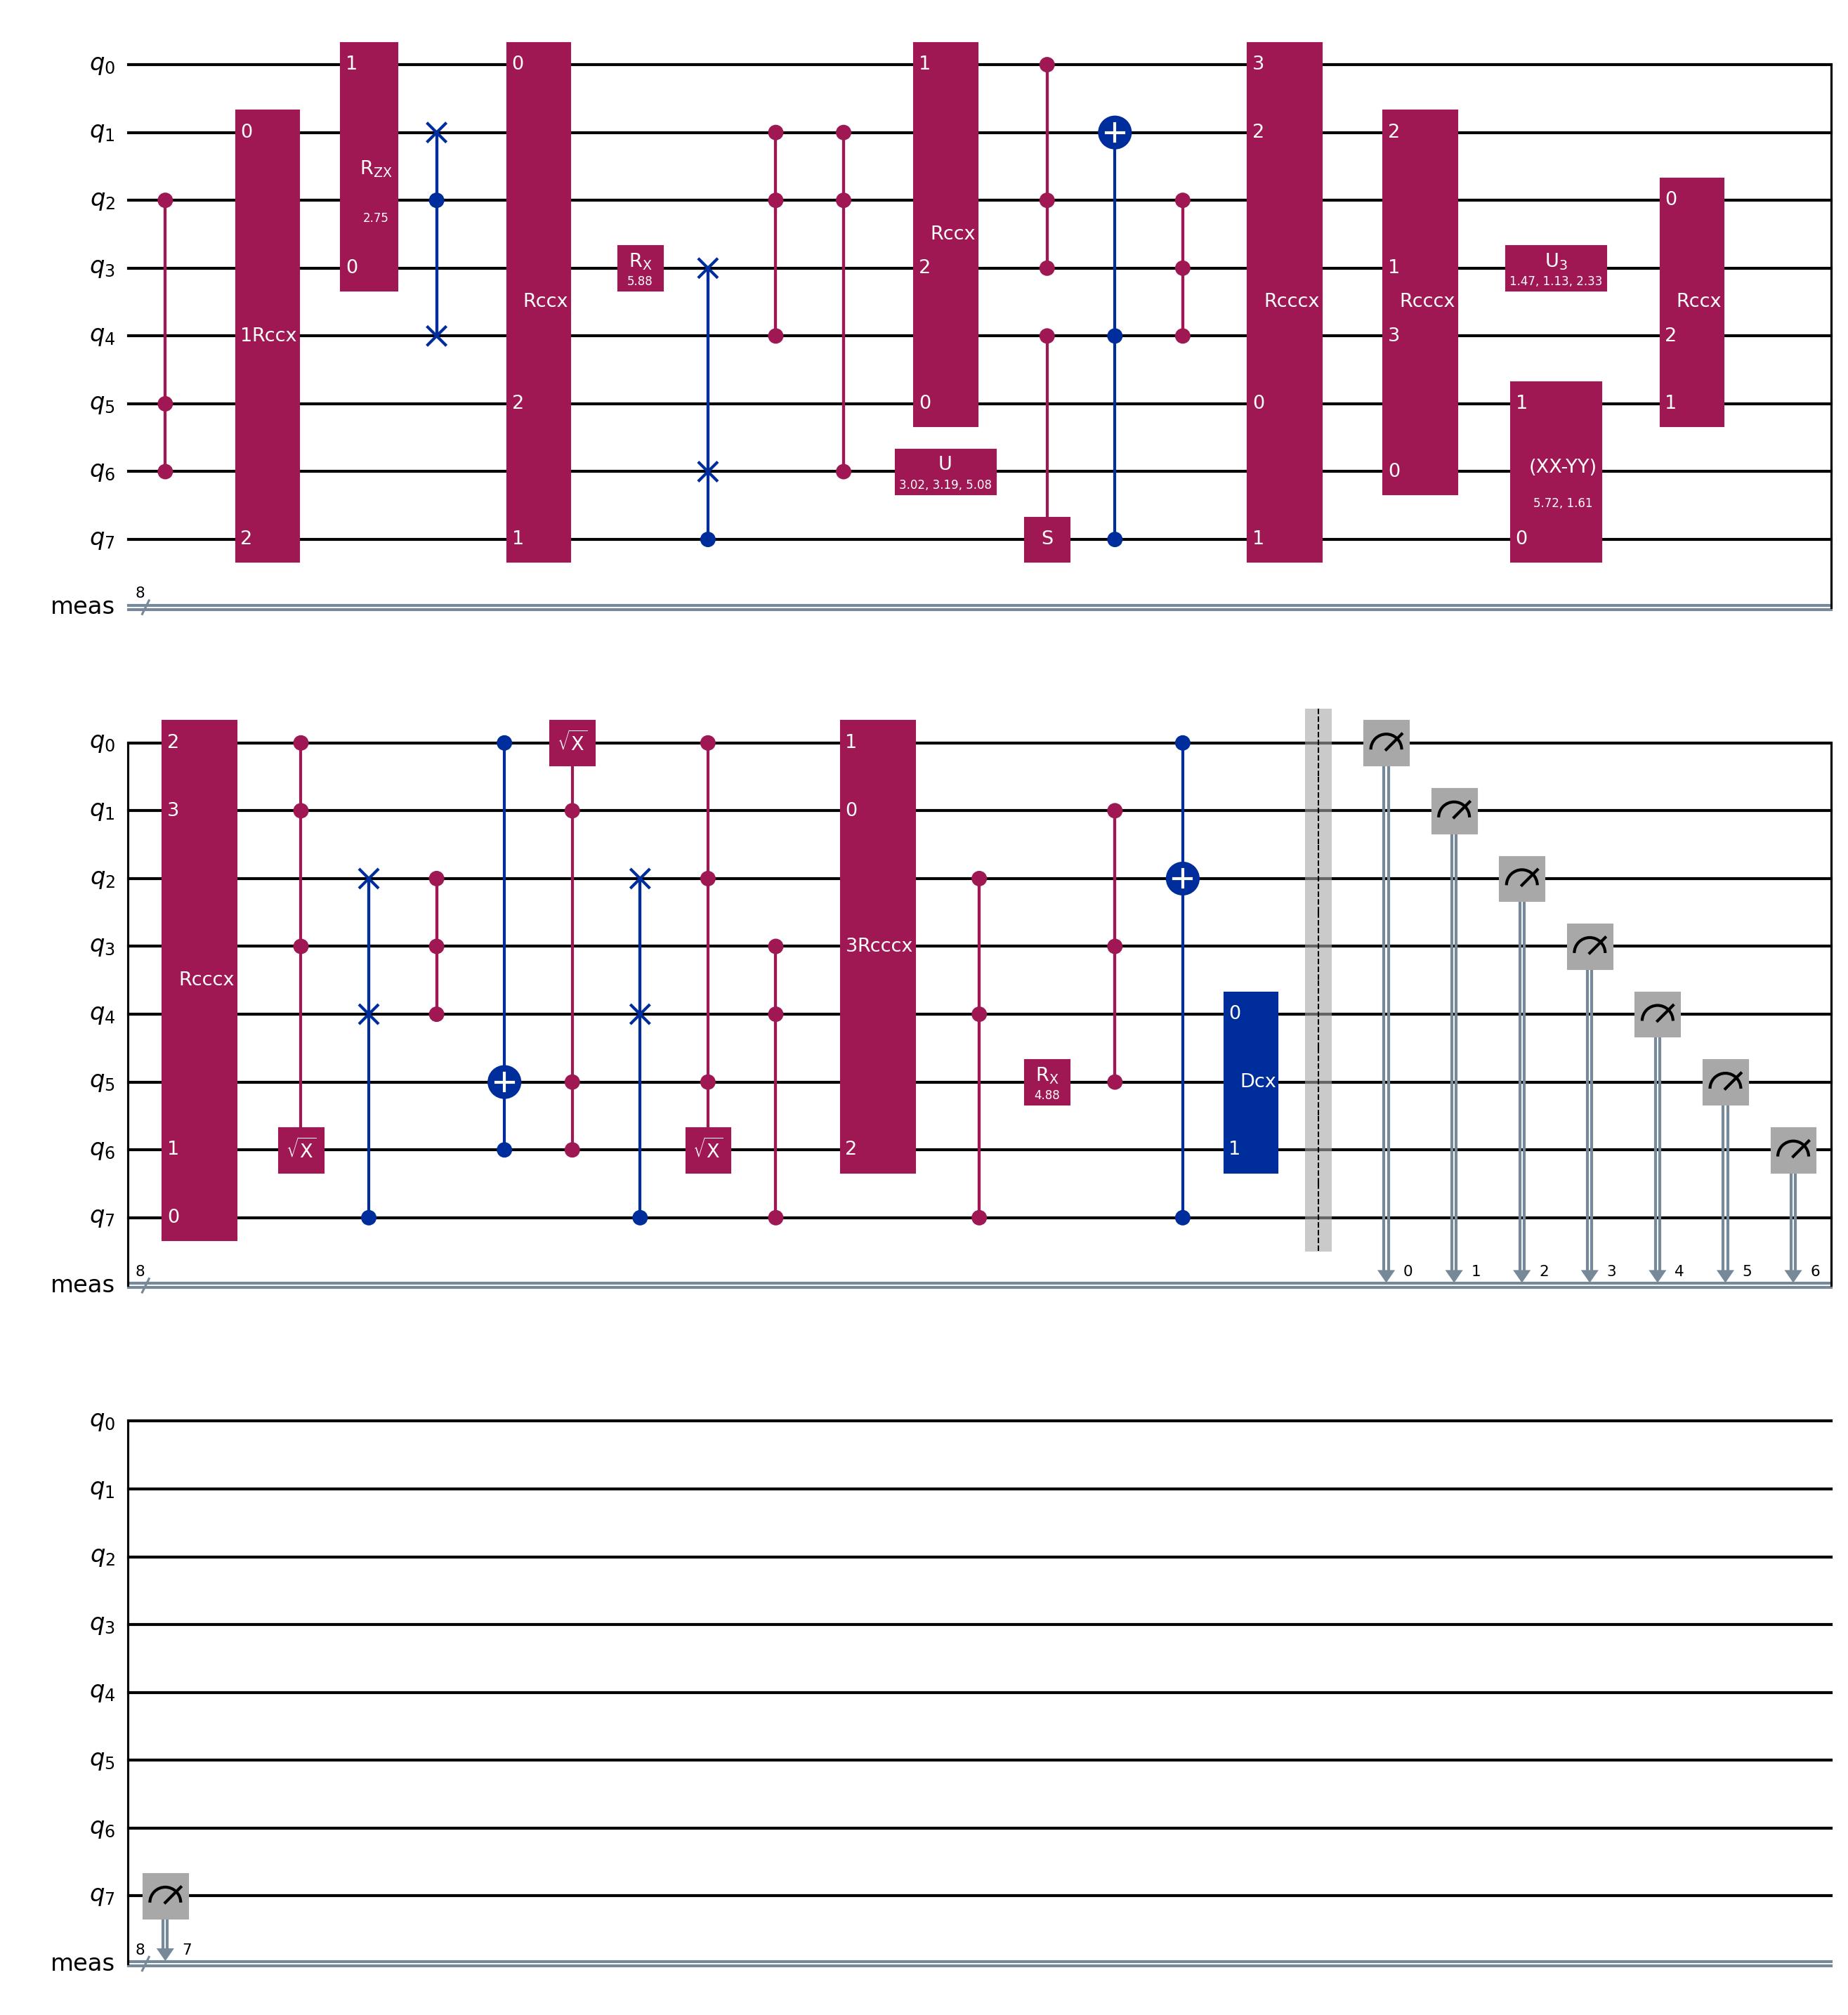 q0 1 0 1 3
q1 0 2 2
q2 RZX 0
2.75 Rccx
q3 0 RX 5.88 2 1 U3 1.47, 1.13, 2.33
Rccx Rcccx Rcccx Rccx
q4 1Rccx 3 2
q5 2 0 0 1 1
q6 U 3.02, 3.19, 5.08 0 (XX-YY) 5.72, 1.61
q7 2 1 S 1 0
meas 8
q0 2 √X 1
q1 3 0
q2
q3 3Rcccx
Rcccx
q4 0
q5 RX 4.88 Dcx
q6 1 √X √X 2 1
q7 0
meas 8 0 1 2 3 4 5 6
q0
q1
q2
q3
q4
q5
q6
q7
meas 8 7